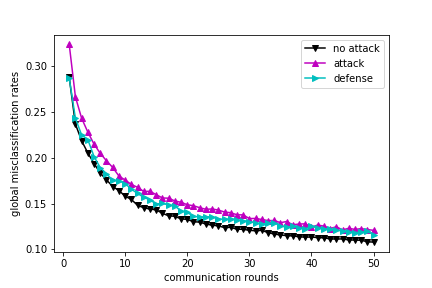 no attack
attack
defense
global misclassification rates
0.30
0.25
0.20
0.15
0.10
0 10 20 30 40 50
communication rounds